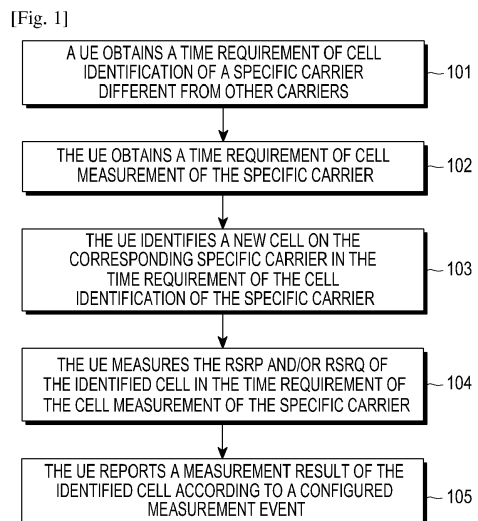 [Fig. 1]
A UE OBTAINS A TIME REQUIREMENT OF CELL
IDENTIFICATION OF A SPECIFIC CARRIER
DIFFERENT FROM OTHER CARRIERS
101
THE UE OBTAINS A TIME REQUIREMENT OF CELL
MEASUREMENT OF THE SPECIFIC CARRIER
102
THE UE IDENTIFIES A NEW CELL ON THE
CORRESPONDING SPECIFIC CARRIER IN THE
TIME REQUIREMENT OF THE CELL
IDENTIFICATION OF THE SPECIFIC CARRIER
103
THE UE MEASURES THE RSRP AND/OR RSRQ OF
THE IDENTIFIED CELL IN THE TIME REQUIREMENT OF
THE CELL MEASUREMENT OF THE SPECIFIC CARRIER
104
THE UE REPORTS A MEASUREMENT RESULT OF THE
IDENTIFIED CELL ACCORDING TO A CONFIGURED
MEASUREMENT EVENT
105